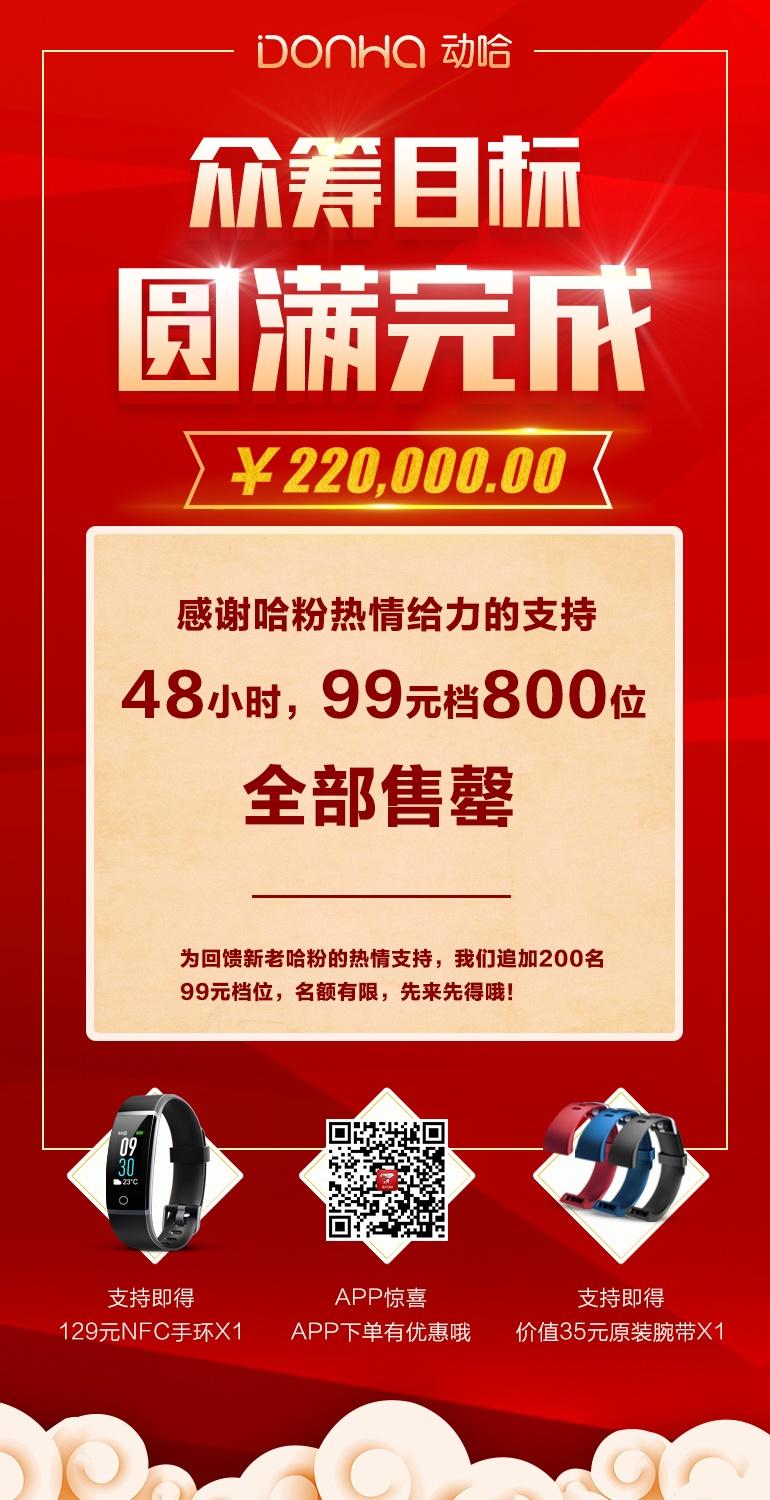 iDONHA 动哈
众筹目标
圆满完成
￥220,000.00
感谢哈粉热情给力的支持
48小时，99元档800位
全部售罄
为回馈新老哈粉的热情支持，我们追加200名
99元档位，名额有限，先来先得哦！
09
30
23°C
支持即得
129元NFC手环X1
APP惊喜
APP下单有优惠哦
支持即得
价值35元原装腕带X1